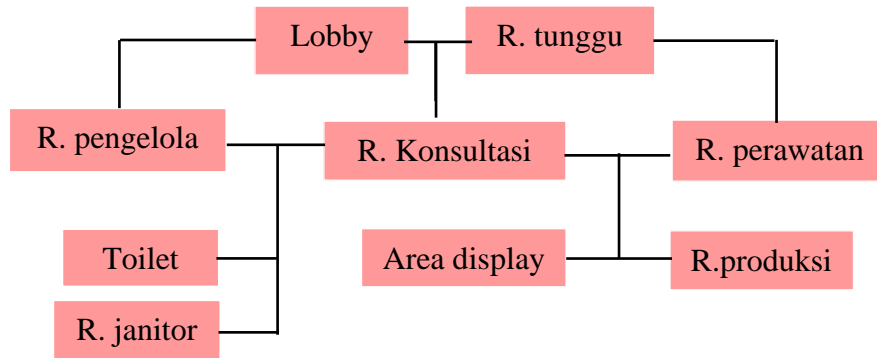 Lobby
R. tunggu
R. pengelola
R. Konsultasi
R. perawatan
Toilet
Area display
R.produksi
R. janitor